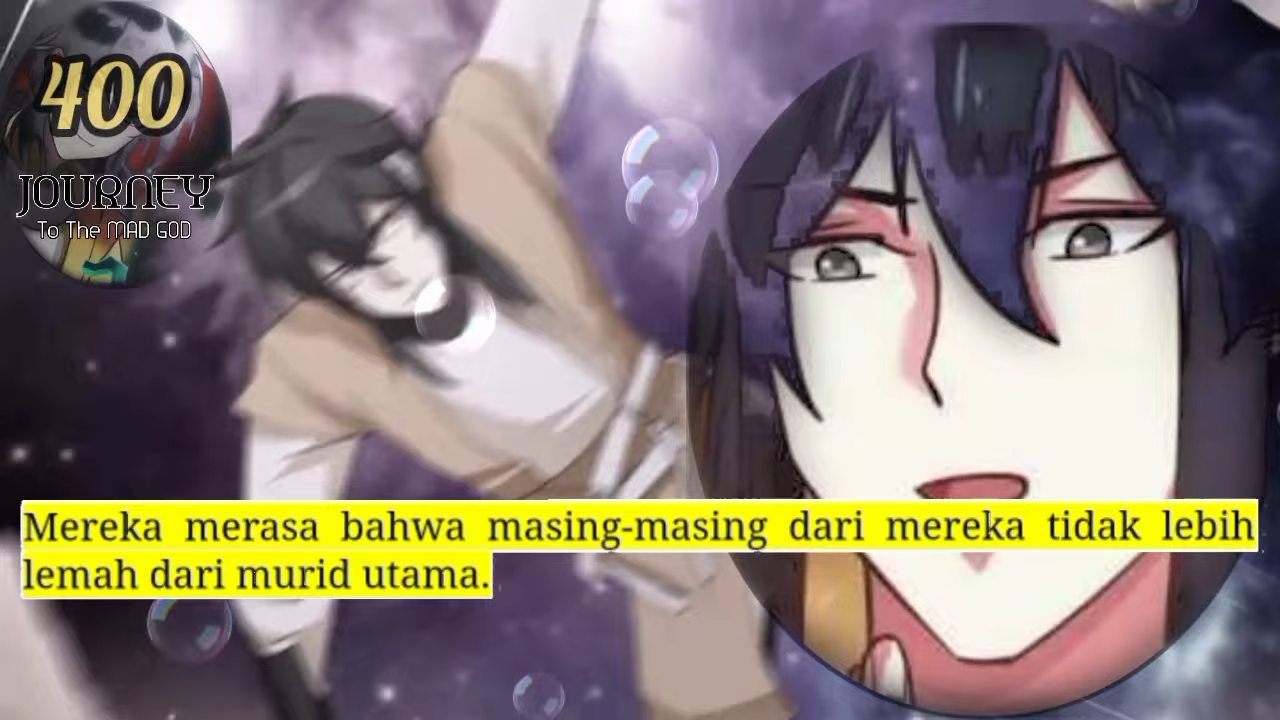 400
JOURNEY
To The MAD GOD
Mereka merasa bahwa masing-masing dari mereka tidak lebih
lemah dari murid utama.